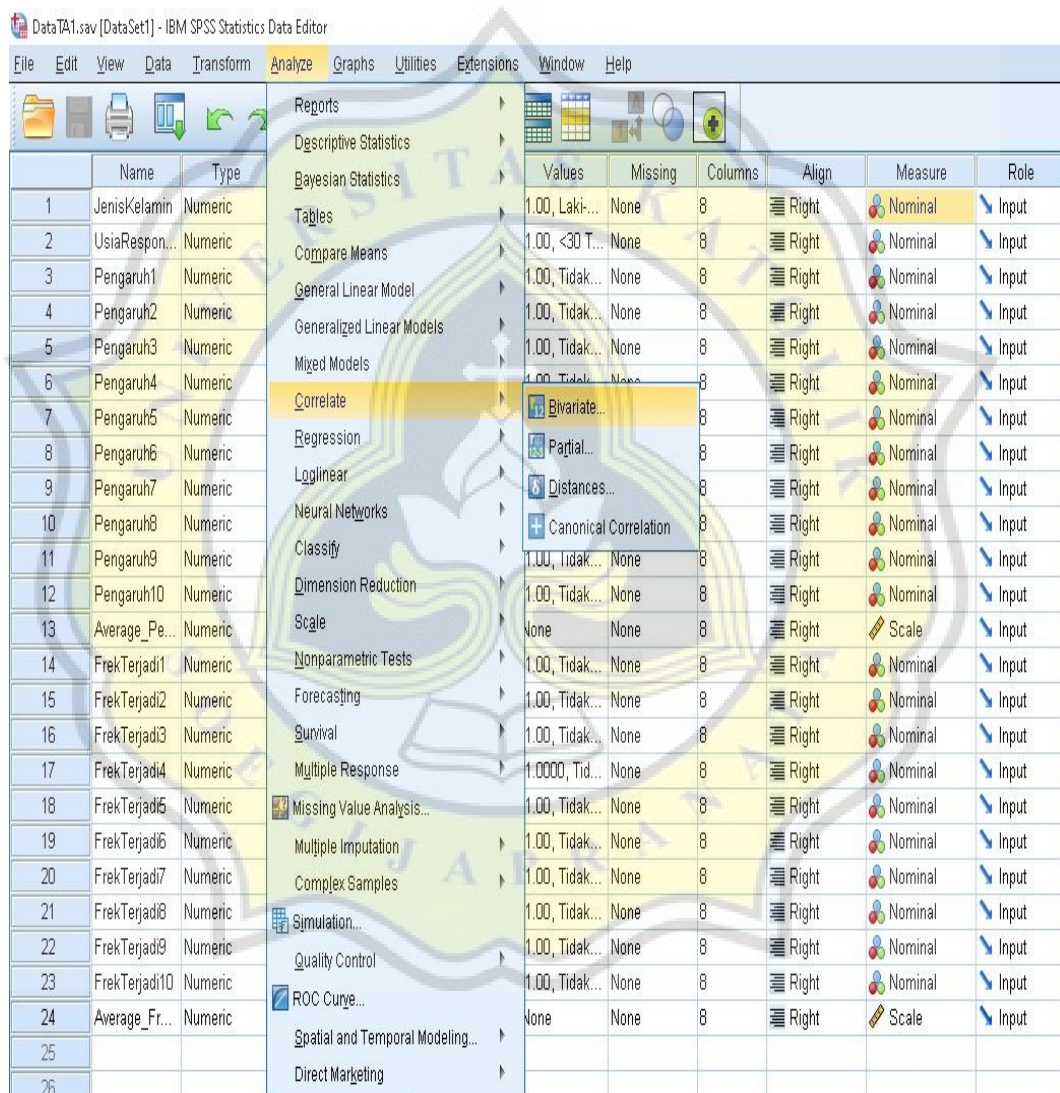 DataTA1.sav [DataSet1] - IBM SPSS Statistics Data Editor
File Edit View Data Transform Analyze Graphs Utilities Extensions Window Help
Name Type Values Missing Columns Align Measure Role
1 JenisKelamin Numeric 1.00, Laki-... None 8 Right Nominal Input
2 UsiaRespon... Numeric 1.00, <30 T... None 8 Right Nominal Input
3 Pengaruh1 Numeric 1.00, Tidak... None 8 Right Nominal Input
4 Pengaruh2 Numeric 1.00, Tidak... None 8 Right Nominal Input
5 Pengaruh3 Numeric 1.00, Tidak... None 8 Right Nominal Input
6 Pengaruh4 Numeric 1.00, Tidak... None 8 Right Nominal Input
7 Pengaruh5 Numeric 8 Right Nominal Input
8 Pengaruh6 Numeric 8 Right Nominal Input
9 Pengaruh7 Numeric 8 Right Nominal Input
10 Pengaruh8 Numeric 8 Right Nominal Input
11 Pengaruh9 Numeric 1.00, Tidak... None 8 Right Nominal Input
12 Pengaruh10 Numeric 1.00, Tidak... None 8 Right Nominal Input
13 Average_Pe... Numeric None None 8 Right Scale Input
14 FrekTerjadi1 Numeric 1.00, Tidak... None 8 Right Nominal Input
15 FrekTerjadi2 Numeric 1.00, Tidak... None 8 Right Nominal Input
16 FrekTerjadi3 Numeric 1.00, Tidak... None 8 Right Nominal Input
17 FrekTerjadi4 Numeric 1.0000, Tid... None 8 Right Nominal Input
18 FrekTerjadi5 Numeric 1.00, Tidak... None 8 Right Nominal Input
19 FrekTerjadi6 Numeric 1.00, Tidak... None 8 Right Nominal Input
20 FrekTerjadi7 Numeric 1.00, Tidak... None 8 Right Nominal Input
21 FrekTerjadi8 Numeric 1.00, Tidak... None 8 Right Nominal Input
22 FrekTerjadi9 Numeric 1.00, Tidak... None 8 Right Nominal Input
23 FrekTerjadi10 Numeric 1.00, Tidak... None 8 Right Nominal Input
24 Average_Fr... Numeric None None 8 Right Scale Input
25
26
Reports
Descriptive Statistics
Bayesian Statistics
Tables
Compare Means
General Linear Model
Generalized Linear Models
Mixed Models
Correlate
Regression
Loglinear
Neural Networks
Classify
Dimension Reduction
Scale
Nonparametric Tests
Forecasting
Survival
Multiple Response
Missing Value Analysis...
Multiple Imputation
Complex Samples
Simulation...
Quality Control
ROC Curve...
Spatial and Temporal Modeling...
Direct Marketing
Bivariate...
Partial...
Distances...
Canonical Correlation
UNIVERSITAS KATOLIK
SOEGIJAPRANATA